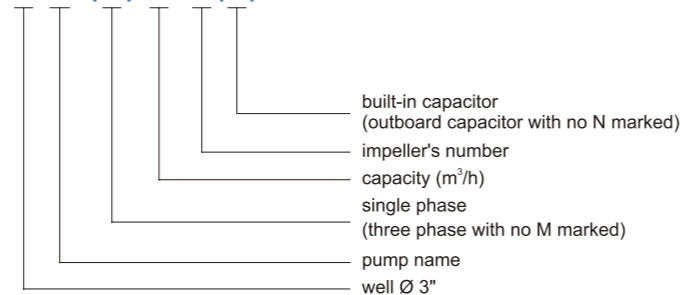 built-in capacitor
(outboard capacitor with no N marked)
impeller's number
capacity (m³/h)
single phase
(three phase with no M marked)
pump name
well Ø 3"